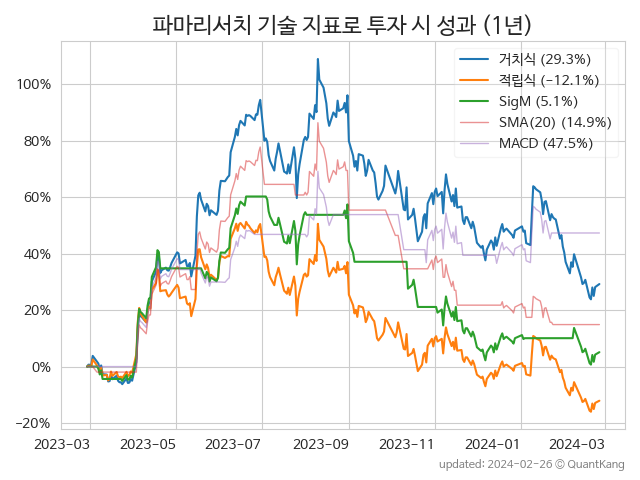 파마리서치 기술 지표로 투자 시 성과 (1년)
거치식 (29.3%)
적립식 (−12.1%)
SigM (5.1%)
SMA(20) (14.9%)
MACD (47.5%)
100%
80%
60%
40%
20%
0%
−20%
2023−03 2023−05 2023−07 2023−09 2023−11 2024−01 2024−03
updated: 2024−02−26 © QuantKang